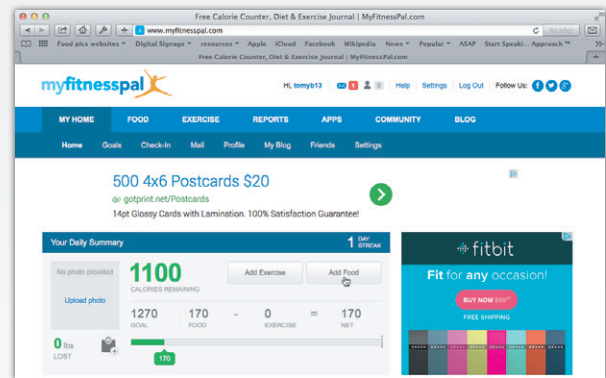 Free Calorie Counter, Diet & Exercise Journal | MyFitnessPal.com
www.myfitnesspal.com
Reader
Food pics websites Digital Signage resources Apple iCloud Facebook Wikipedia News Popular ASAP Start Speaki... Approach ™
Free Calorie Counter, Diet & Exercise Journal | MyFitnessPal.com
myfitnesspal
Hi, tomyb13 1 0 Help Settings Log Out Follow Us:
MY HOME FOOD EXERCISE REPORTS APPS COMMUNITY BLOG
Home Goals Check-In Mail Profile My Blog Friends Settings
500 4x6 Postcards $20
gotprint.net/Postcards
14pt Glossy Cards with Lamination. 100% Satisfaction Guarantee!
Your Daily Summary
1 DAY STREAK
No photo provided
Upload photo
1100
CALORIES REMAINING
Add Exercise
Add Food
1270 170 - 0 = 170
GOAL FOOD EXERCISE NET
0 lbs
LOST
170
fitbit
Fit for any occasion!
BUY NOW
FREE SHIPPING